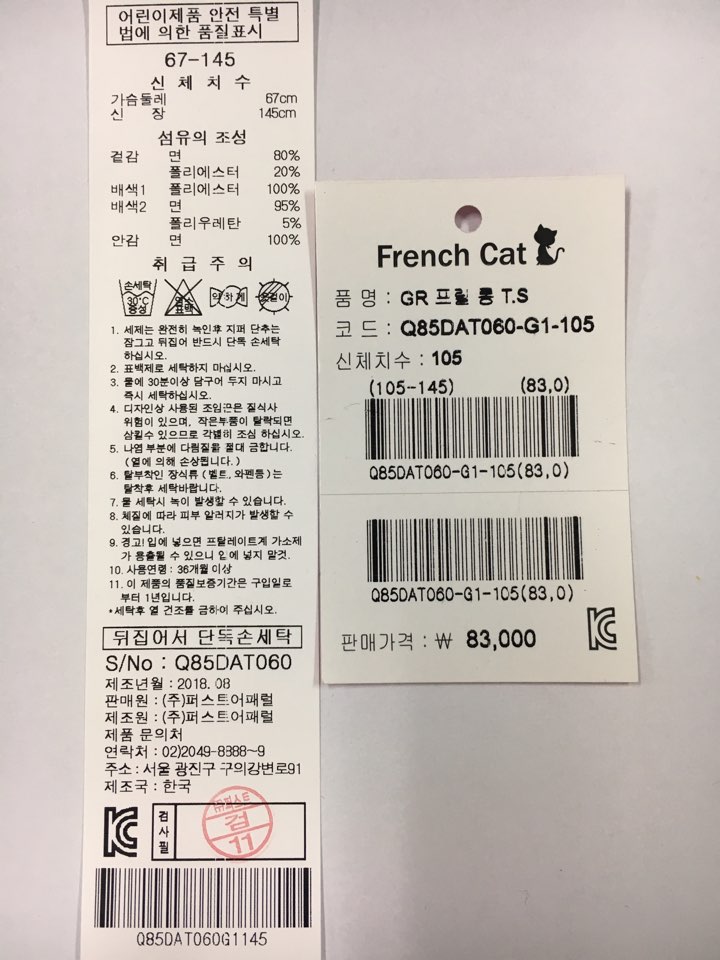 어린이제품 안전 특별
법에 의한 품질표시
67-145
신 체 치 수
가슴둘레 67cm
신 장 145cm
섬유의 조성
겉감 면 80%
폴리에스터 20%
배색1 폴리에스터 100%
배색2 면 95%
폴리우레탄 5%
안감 면 100%
취 급 주 의
손세탁 30℃ 중성 염소 표백 약하게 옷걸이
1. 세제는 완전히 녹인후 지퍼 단추는
잠그고 뒤집어 반드시 단독 손세탁
하십시오.
2. 표백제로 세탁하지 마십시오.
3. 물에 30분이상 담구어 두지 마시고
즉시 세탁하십시오.
4. 디자인상 사용된 조임끈은 질식사
위험이 있으며, 작은부품이 탈락되면
삼킬수 있으므로 각별히 조심 하십시오.
5. 나염 부분에 다림질을 절대 금합니다.
(열에 의해 손상됩니다.)
6. 탈부착인 장식류(벨트, 와펜등)는
탈착후 세탁바랍니다.
7. 물 세탁시 녹이 발생할 수 있습니다.
8. 체질에 따라 피부 알러지가 발생할 수
있습니다.
9. 경고! 입에 넣으면 프탈레이트계 가소제
가 용출될 수 있으니 입에 넣지 말것.
10. 사용연령 : 36개월 이상
11. 이 제품의 품질보증기간은 구입일로
부터 1년입니다.
*세탁후 열 건조를 금하여 주십시오.
뒤집어서 단독손세탁
S/No : Q85DAT060
제조년월 : 2018. 08
판매원 : (주)퍼스트어패럴
제조원 : (주)퍼스트어패럴
제품 문의처
연락처 : 02)2049-8388~9
주소 : 서울 광진구 구의강변로91
제조국 : 한국
KC 검사필 ㈜퍼스트 검 11
Q85DAT060G1145
French Cat
품 명 : GR 프릴 롱 T.S
코 드 : Q85DAT060-G1-105
신체치수 : 105
(105-145) (83,0)
Q85DAT060-G1-105(83,0)
Q85DAT060-G1-105(83,0)
판매가격 : ₩ 83,000
KC